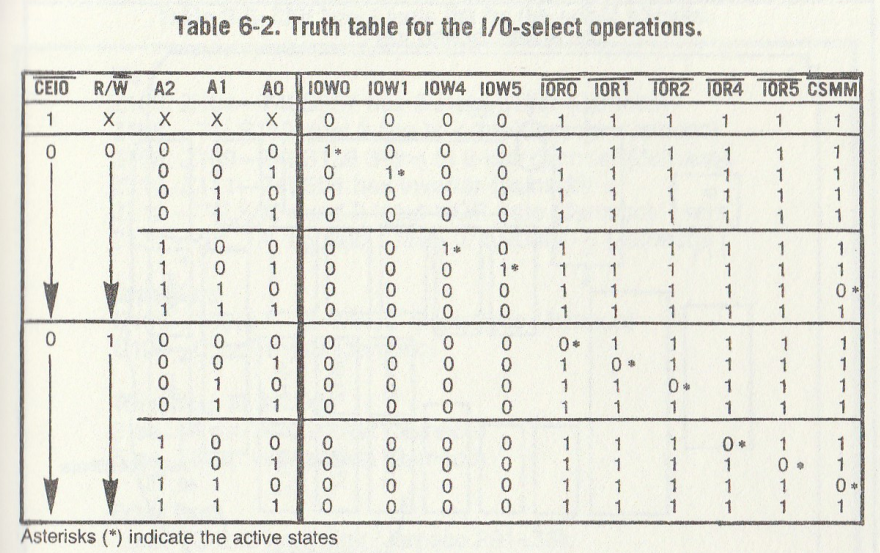 Table 6-2. Truth table for the I/O-select operations.
CEIO R/W A2 A1 A0 IOW0 IOW1 IOW4 IOW5 IOR0 IOR1 IOR2 IOR4 IOR5 CSMM
1 X X X X 0 0 0 0 1 1 1 1 1 1
0 0 0 0 0 1* 0 0 0 1 1 1 1 1 1
0 0 1 0 1* 0 0 1 1 1 1 1 1
0 1 0 0 0 0 0 1 1 1 1 1 1
0 1 1 0 0 0 0 1 1 1 1 1 1
1 0 0 0 0 1* 0 1 1 1 1 1 1
1 0 1 0 0 0 1* 1 1 1 1 1 1
1 1 0 0 0 0 0 1 1 1 1 1 0*
1 1 1 0 0 0 0 1 1 1 1 1 1
0 1 0 0 0 0 0 0 0 0* 1 1 1 1 1
0 0 1 0 0 0 0 1 0* 1 1 1 1
0 1 0 0 0 0 0 1 1 0* 1 1 1
0 1 1 0 0 0 0 1 1 1 1 1 1
1 0 0 0 0 0 0 1 1 1 0* 1 1
1 0 1 0 0 0 0 1 1 1 1 0* 1
1 1 0 0 0 0 0 1 1 1 1 1 0*
1 1 1 0 0 0 0 1 1 1 1 1 1
Asterisks (*) indicate the active states